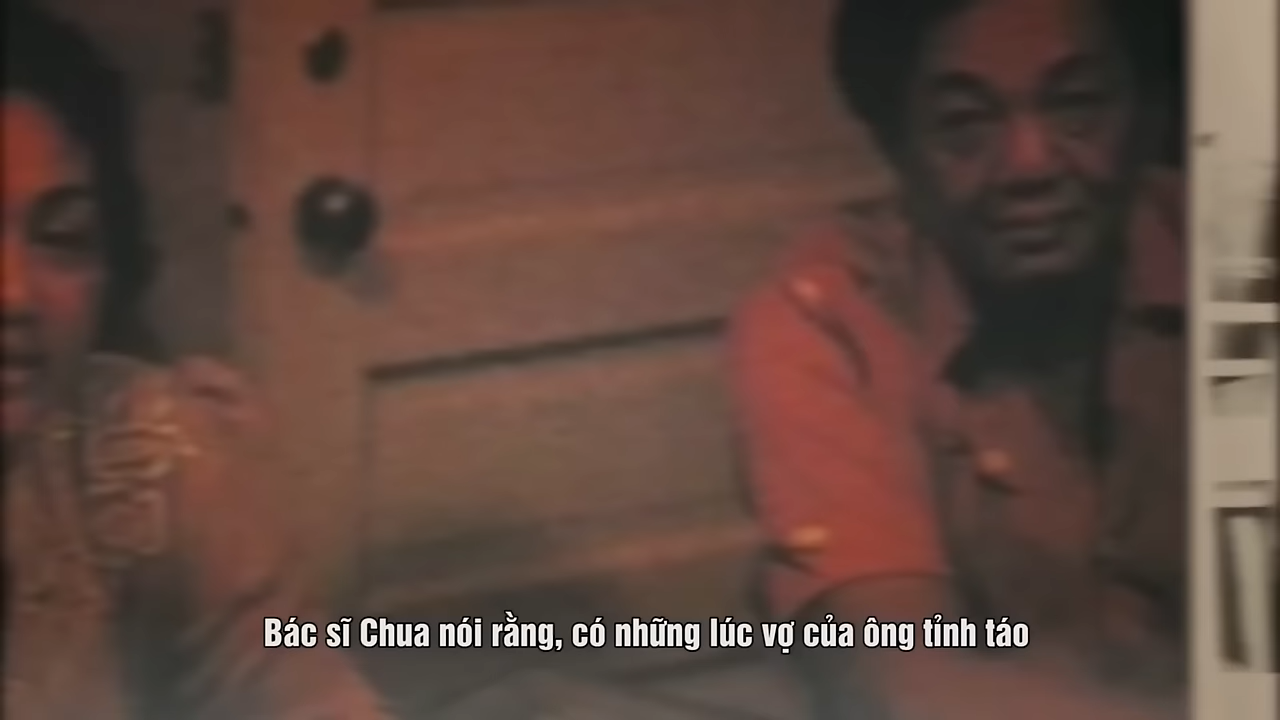 Bác sĩ Chua nói rằng, có những lúc vợ của ông tỉnh táo